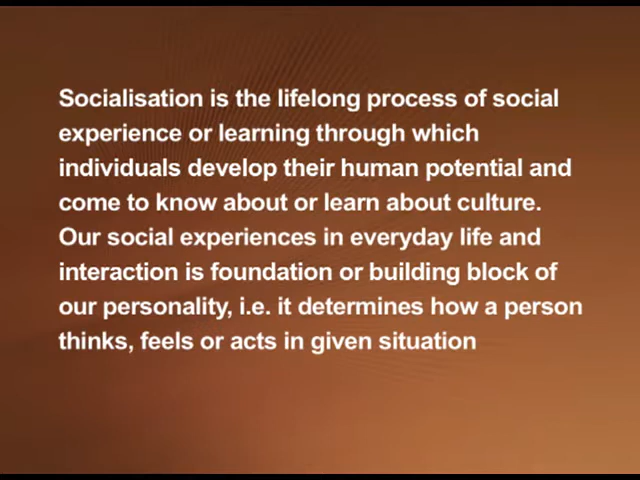 Socialisation is the lifelong process of social
experience or learning through which
individuals develop their human potential and
come to know about or learn about culture.
Our social experiences in everyday life and
interaction is foundation or building block of
our personality, i.e. it determines how a person
thinks, feels or acts in given situation